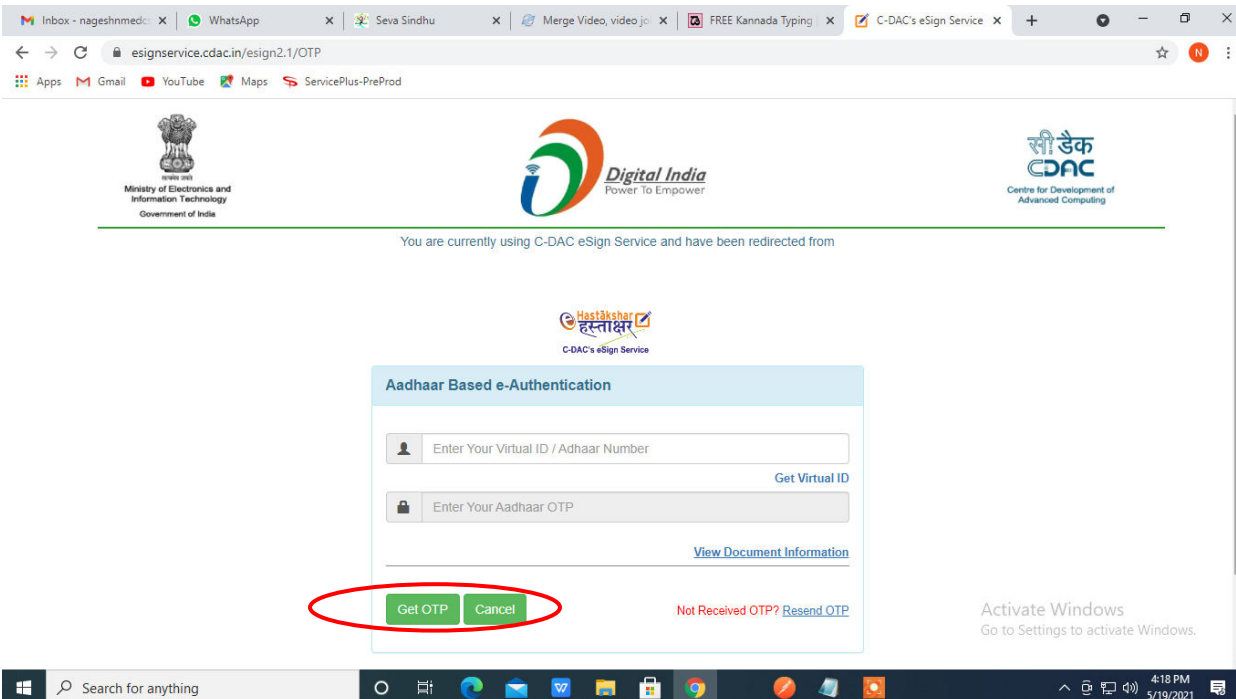 Inbox - nageshnmedc
WhatsApp
Seva Sindhu
Merge Video, video jo
FREE Kannada Typing
C-DAC's eSign Service
esignservice.cdac.in/esign2.1/OTP
N
Apps
Gmail
YouTube
Maps
ServicePlus-PreProd
सत्यमेव जयते
Ministry of Electronics and
Information Technology
Government of India
Digital India
Power To Empower
सी डैक
CDAC
Centre for Development of
Advanced Computing
You are currently using C-DAC eSign Service and have been redirected from
e Hastākshar
हस्ताक्षर
C-DAC's eSign Service
Aadhaar Based e-Authentication
Enter Your Virtual ID / Adhaar Number
Get Virtual ID
Enter Your Aadhaar OTP
View Document Information
Get OTP
Cancel
Not Received OTP? Resend OTP
Activate Windows
Go to Settings to activate Windows.
Search for anything
4:18 PM
5/19/2021